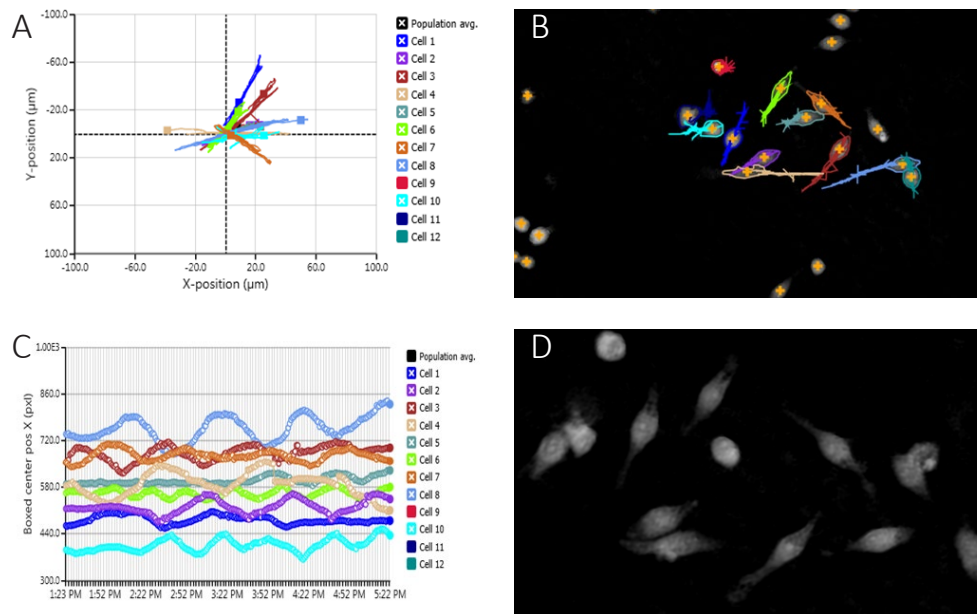 A
-100.0
-60.0
-20.0
20.0
60.0
100.0
Y-position (µm)
-100.0 -60.0 -20.0 20.0 60.0 100.0
X-position (µm)
Population avg.
Cell 1
Cell 2
Cell 3
Cell 4
Cell 5
Cell 6
Cell 7
Cell 8
Cell 9
Cell 10
Cell 11
Cell 12
B
C
1.00E3
860.0
720.0
580.0
440.0
300.0
Boxed center pos X (pxl)
1:23 PM 1:52 PM 2:22 PM 2:52 PM 3:22 PM 3:52 PM 4:22 PM 4:52 PM 5:22 PM
Population avg.
Cell 1
Cell 2
Cell 3
Cell 4
Cell 5
Cell 6
Cell 7
Cell 8
Cell 9
Cell 10
Cell 11
Cell 12
D